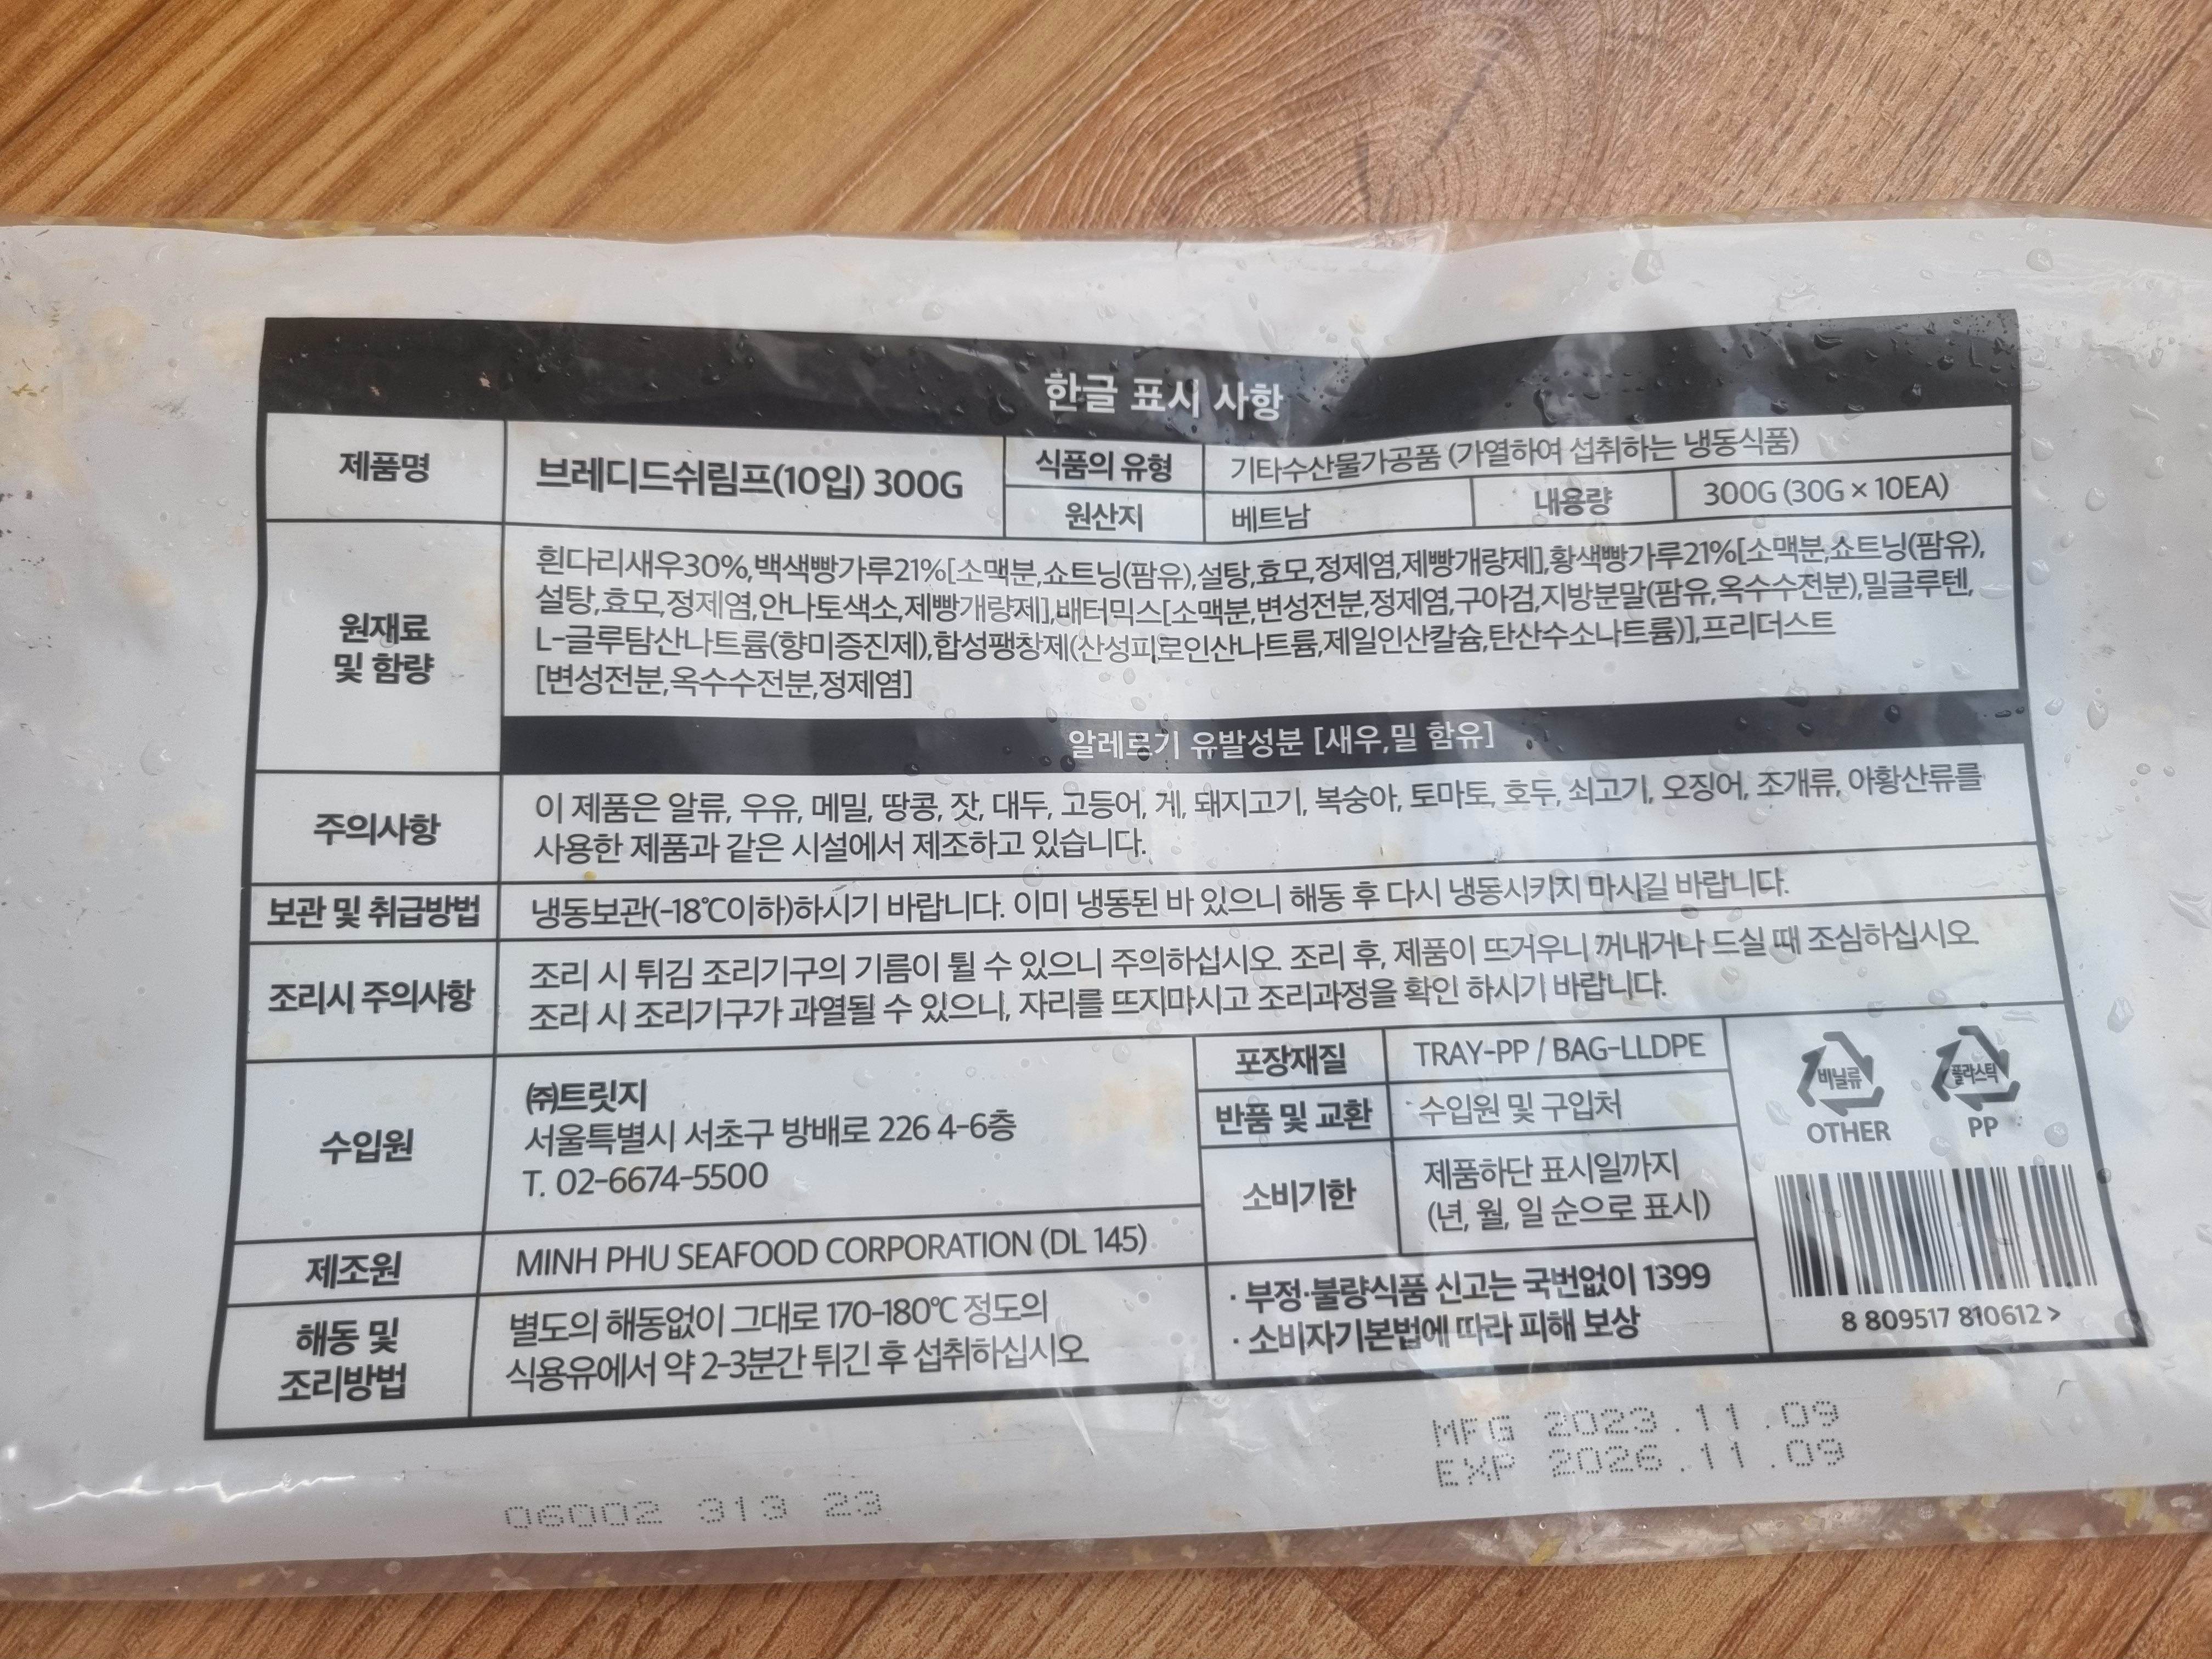 한글 표시 사항
제품명
브레디드쉬림프(10입) 300G
식품의 유형
기타수산물가공품 (가열하여 섭취하는 냉동식품)
원산지
베트남
내용량
300G (30G × 10EA)
원재료
및 함량
흰다리새우30%,백색빵가루21%[소맥분,쇼트닝(팜유),설탕,효모,정제염,제빵개량제],황색빵가루21%[소맥분,쇼트닝(팜유),
설탕,효모,정제염,안나토색소,제빵개량제],배터믹스[소맥분,변성전분,정제염,구아검,지방분말(팜유,옥수수전분),밀글루텐,
L-글루탐산나트륨(향미증진제),합성팽창제(산성피로인산나트륨,제일인산칼슘,탄산수소나트륨)],프리더스트
[변성전분,옥수수전분,정제염]
알레르기 유발성분 [새우,밀 함유]
주의사항
이 제품은 알류, 우유, 메밀, 땅콩, 잣, 대두, 고등어, 게, 돼지고기, 복숭아, 토마토, 호두, 쇠고기, 오징어, 조개류, 아황산류를
사용한 제품과 같은 시설에서 제조하고 있습니다.
보관 및 취급방법
냉동보관(-18℃이하)하시기 바랍니다. 이미 냉동된 바 있으니 해동 후 다시 냉동시키지 마시길 바랍니다.
조리시 주의사항
조리 시 튀김 조리기구의 기름이 튈 수 있으니 주의하십시오. 조리 후, 제품이 뜨거우니 꺼내거나 드실 때 조심하십시오.
조리 시 조리기구가 과열될 수 있으니, 자리를 뜨지마시고 조리과정을 확인 하시기 바랍니다.
수입원
㈜트릿지
서울특별시 서초구 방배로 226 4-6층
T. 02-6674-5500
제조원
MINH PHU SEAFOOD CORPORATION (DL 145)
해동 및
조리방법
별도의 해동없이 그대로 170-180℃ 정도의
식용유에서 약 2-3분간 튀긴 후 섭취하십시오
포장재질
TRAY-PP / BAG-LLDPE
반품 및 교환
수입원 및 구입처
소비기한
제품하단 표시일까지
(년, 월, 일 순으로 표시)
· 부정·불량식품 신고는 국번없이 1399
· 소비자기본법에 따라 피해 보상
비닐류
OTHER
플라스틱
PP
8 809517 810612 >
MFG 2023.11.09
EXP 2026.11.09
06002 313 23